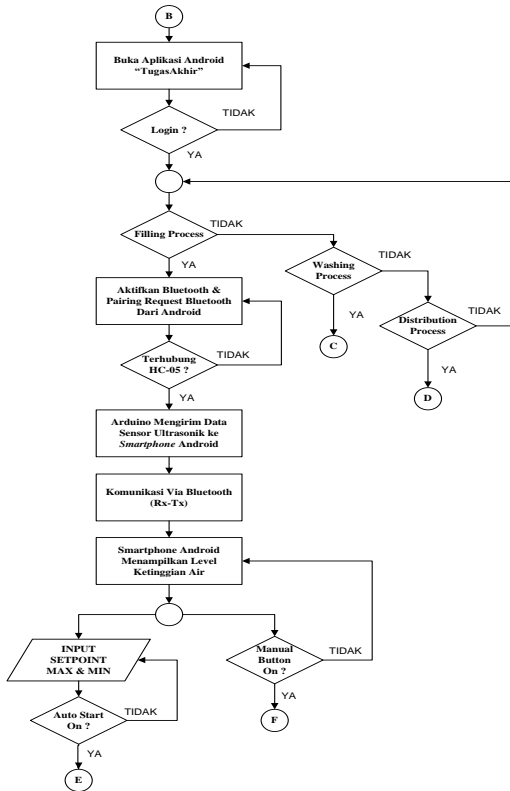 B
Buka Aplikasi Android
“TugasAkhir”
TIDAK
Login ?
YA
TIDAK
Filling Process
YA
TIDAK
Washing
Process
YA
C
TIDAK
Distribution
Process
YA
D
Aktifkan Bluetooth &
Pairing Request Bluetooth
Dari Android
Terhubung
HC-05 ?
TIDAK
YA
Arduino Mengirim Data
Sensor Ultrasonik ke
Smartphone Android
Komunikasi Via Bluetooth
(Rx-Tx)
Smartphone Android
Menampilkan Level
Ketinggian Air
INPUT
SETPOINT
MAX & MIN
Auto Start
On ?
TIDAK
YA
E
Manual
Button
On ?
TIDAK
YA
F